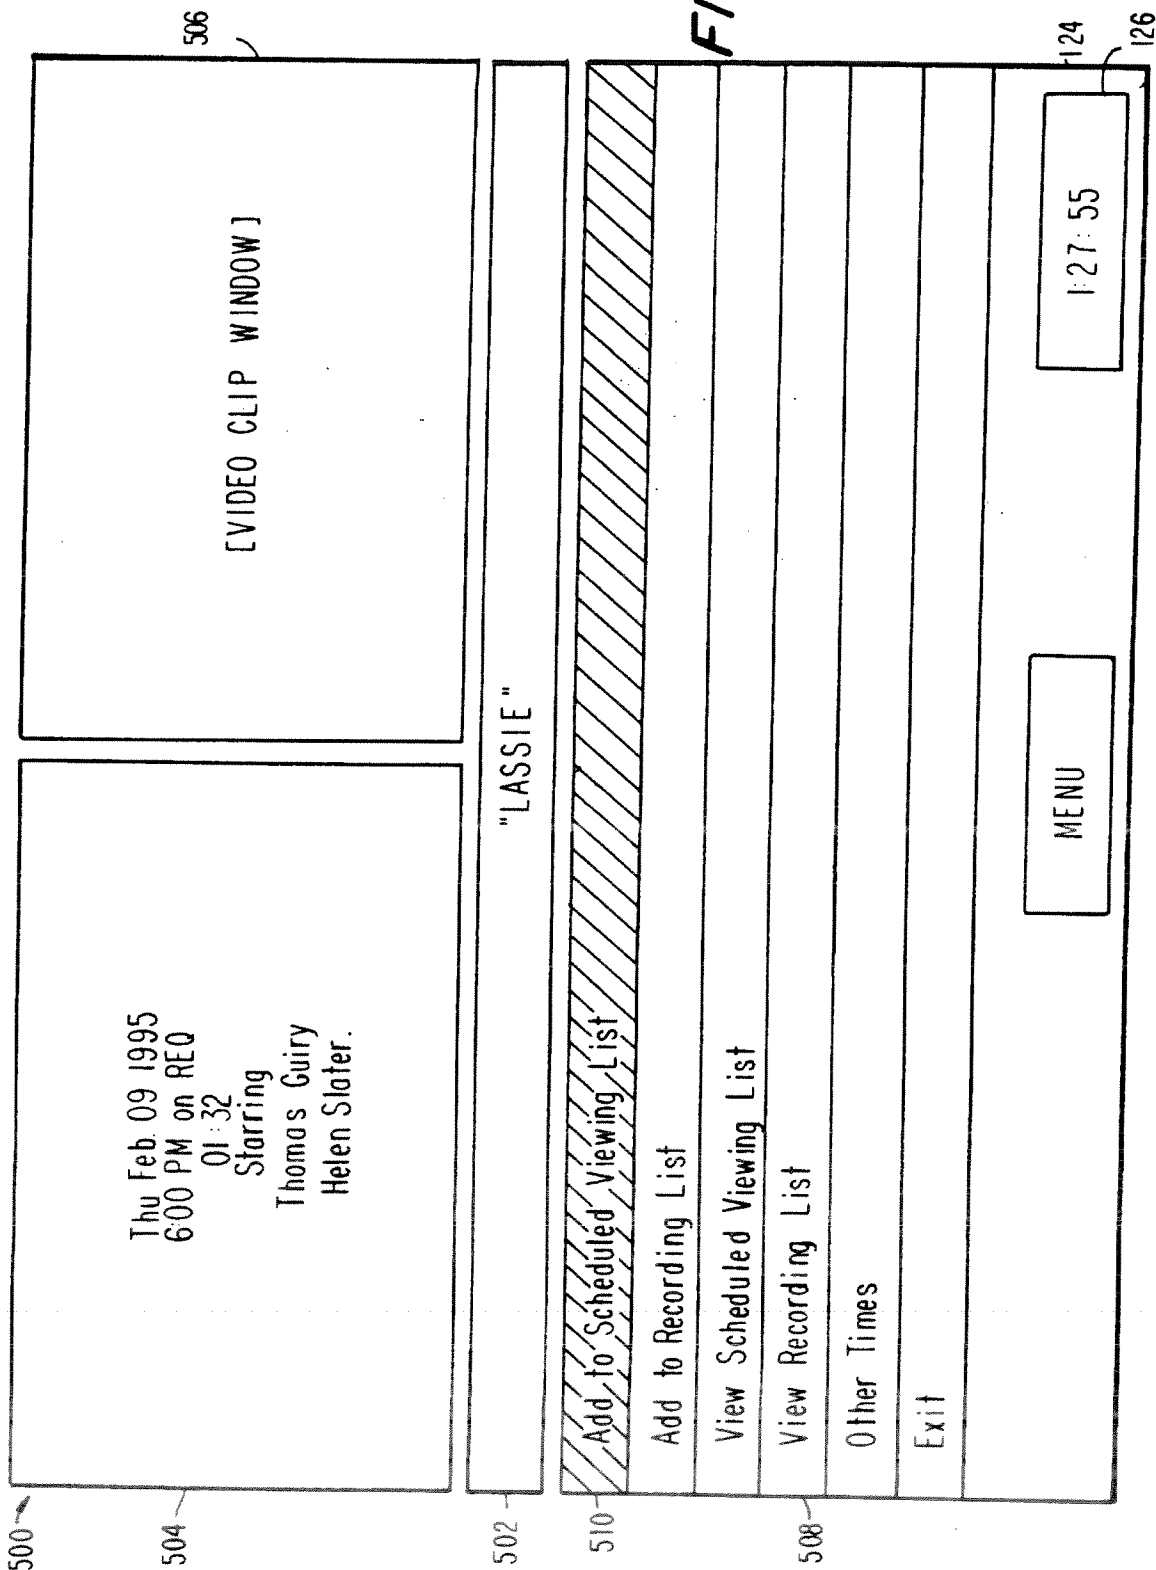 500
504
506
Thu Feb. 09 1995
6:00 PM on REQ
01:32
Starring
Thomas Guiry
Helen Slater.
[VIDEO CLIP WINDOW]
502
"LASSIE"
510
Add to Scheduled Viewing List
Add to Recording List
View Scheduled Viewing List
508
View Recording List
Other Times
Exit
MENU
1:27:55
124
126